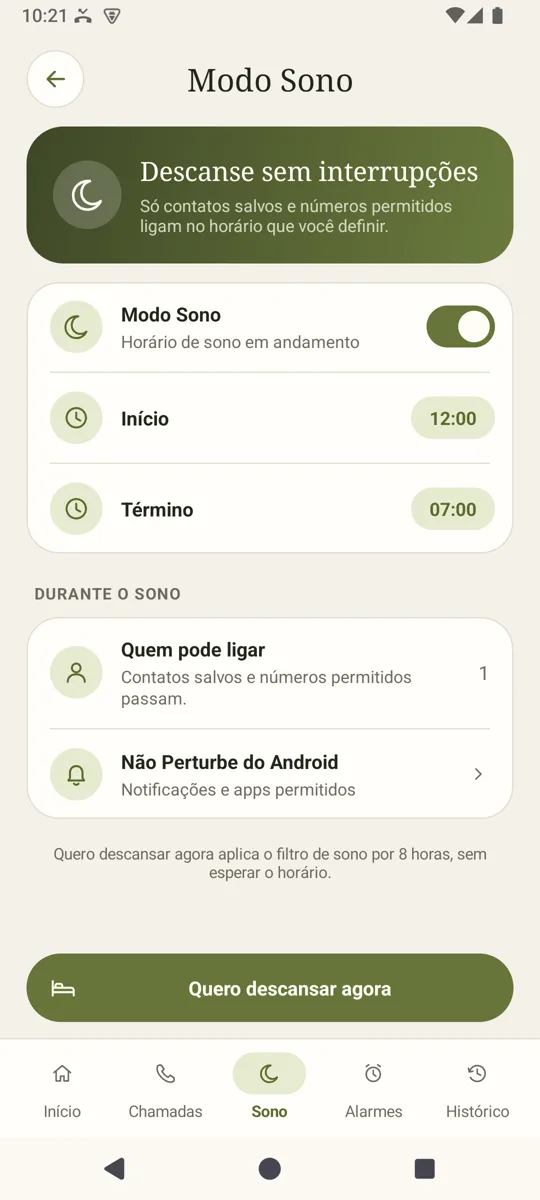 10:21
Modo Sono
Descanse sem interrupções
Só contatos salvos e números permitidos
ligam no horário que você definir.
Modo Sono
Horário de sono em andamento
Início
12:00
Término
07:00
DURANTE O SONO
Quem pode ligar
Contatos salvos e números permitidos
passam.
1
Não Perturbe do Android
Notificações e apps permitidos
Quero descansar agora aplica o filtro de sono por 8 horas, sem
esperar o horário.
Quero descansar agora
Início
Chamadas
Sono
Alarmes
Histórico